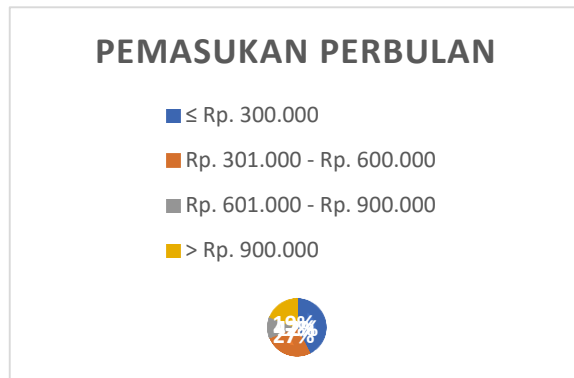 PEMASUKAN PERBULAN
≤ Rp. 300.000
Rp. 301.000 - Rp. 600.000
Rp. 601.000 - Rp. 900.000
> Rp. 900.000
19%
27%